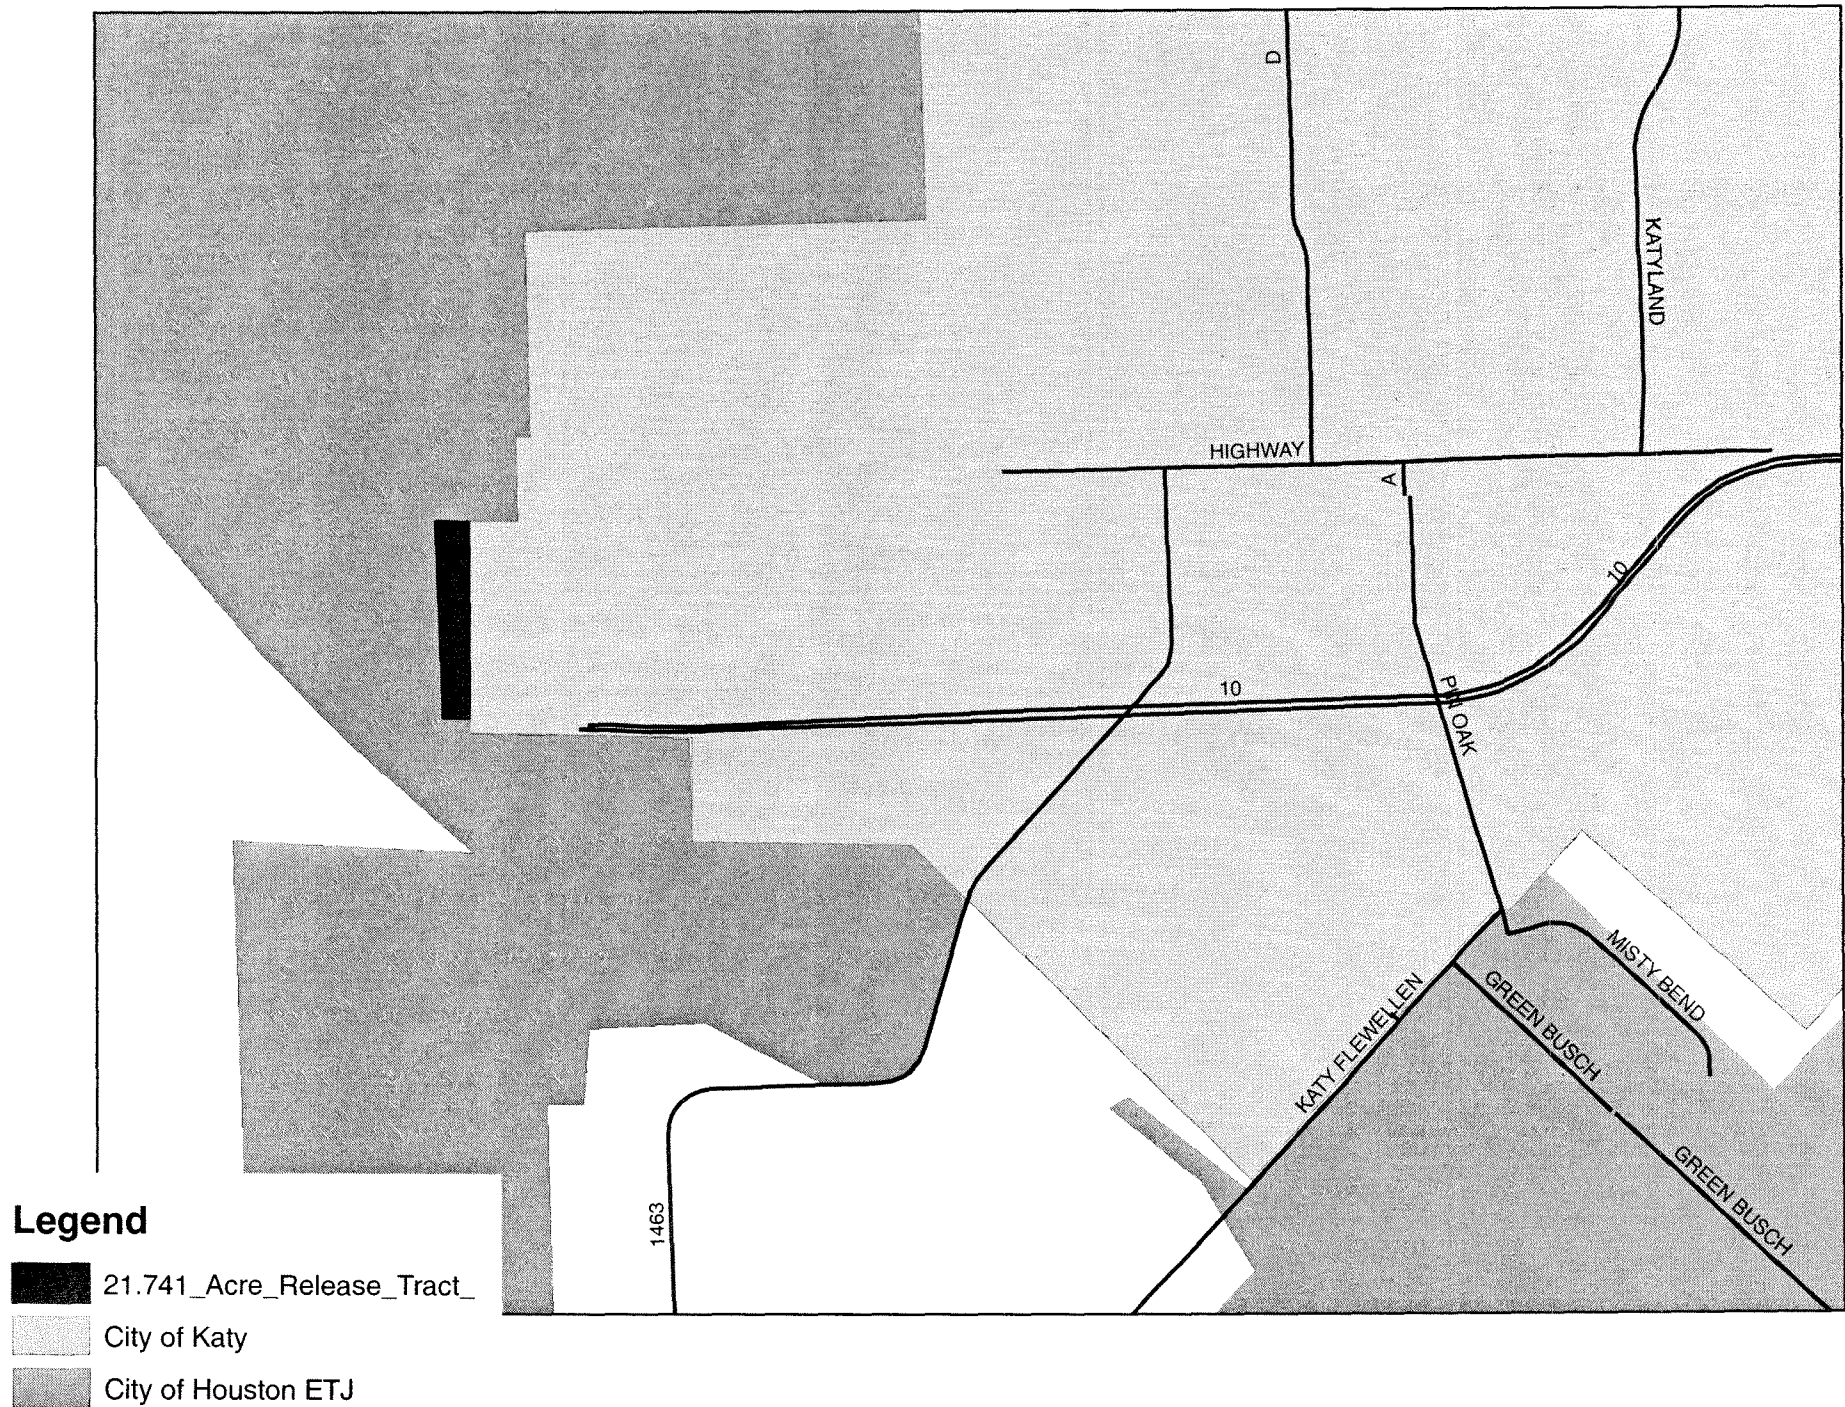 D
KATYLAND
HIGHWAY
A
10
10
PIN OAK
MISTY BEND
GREEN BUSCH
KATY FLEWELLEN
GREEN BUSCH
1463
Legend
21.741_Acre_Release_Tract_
City of Katy
City of Houston ETJ